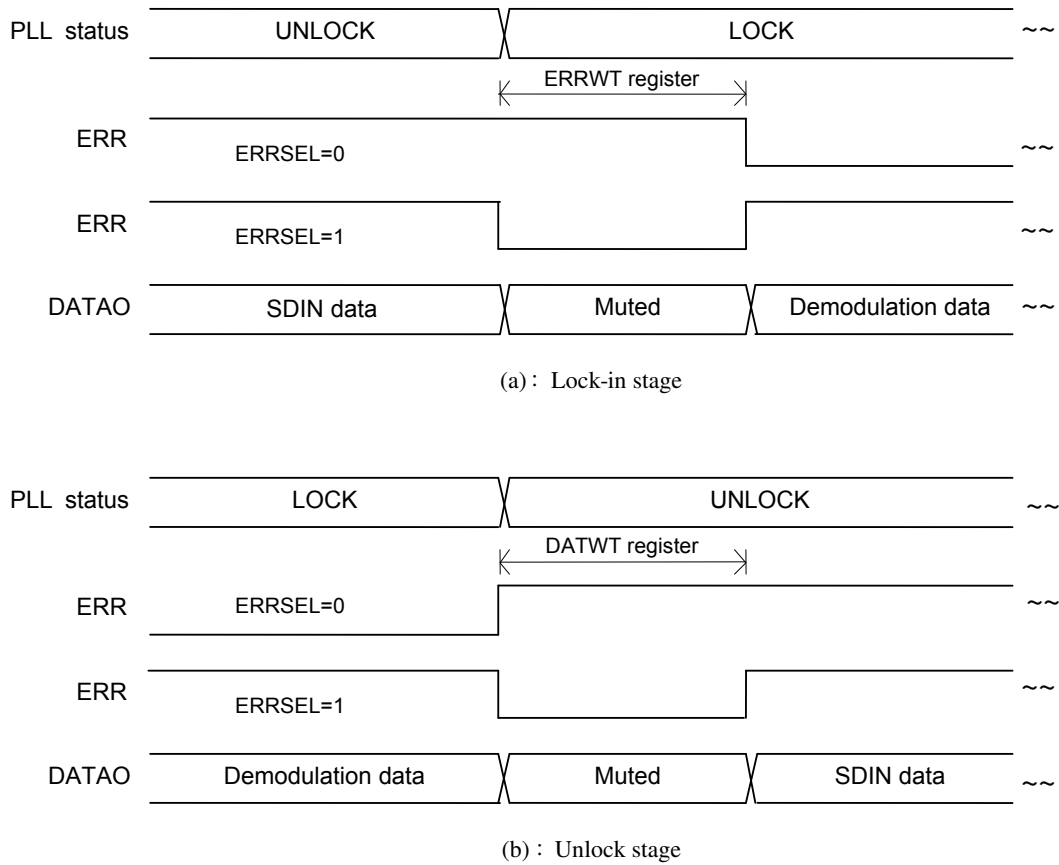 PLL status UNLOCK LOCK ~~
ERRWT register
ERR ERRSEL=0 ~~
ERR ERRSEL=1 ~~
DATAO SDIN data Muted Demodulation data ~~
(a)： Lock-in stage
PLL status LOCK UNLOCK ~~
DATWT register
ERR ERRSEL=0 ~~
ERR ERRSEL=1 ~~
DATAO Demodulation data Muted SDIN data ~~
(b)： Unlock stage